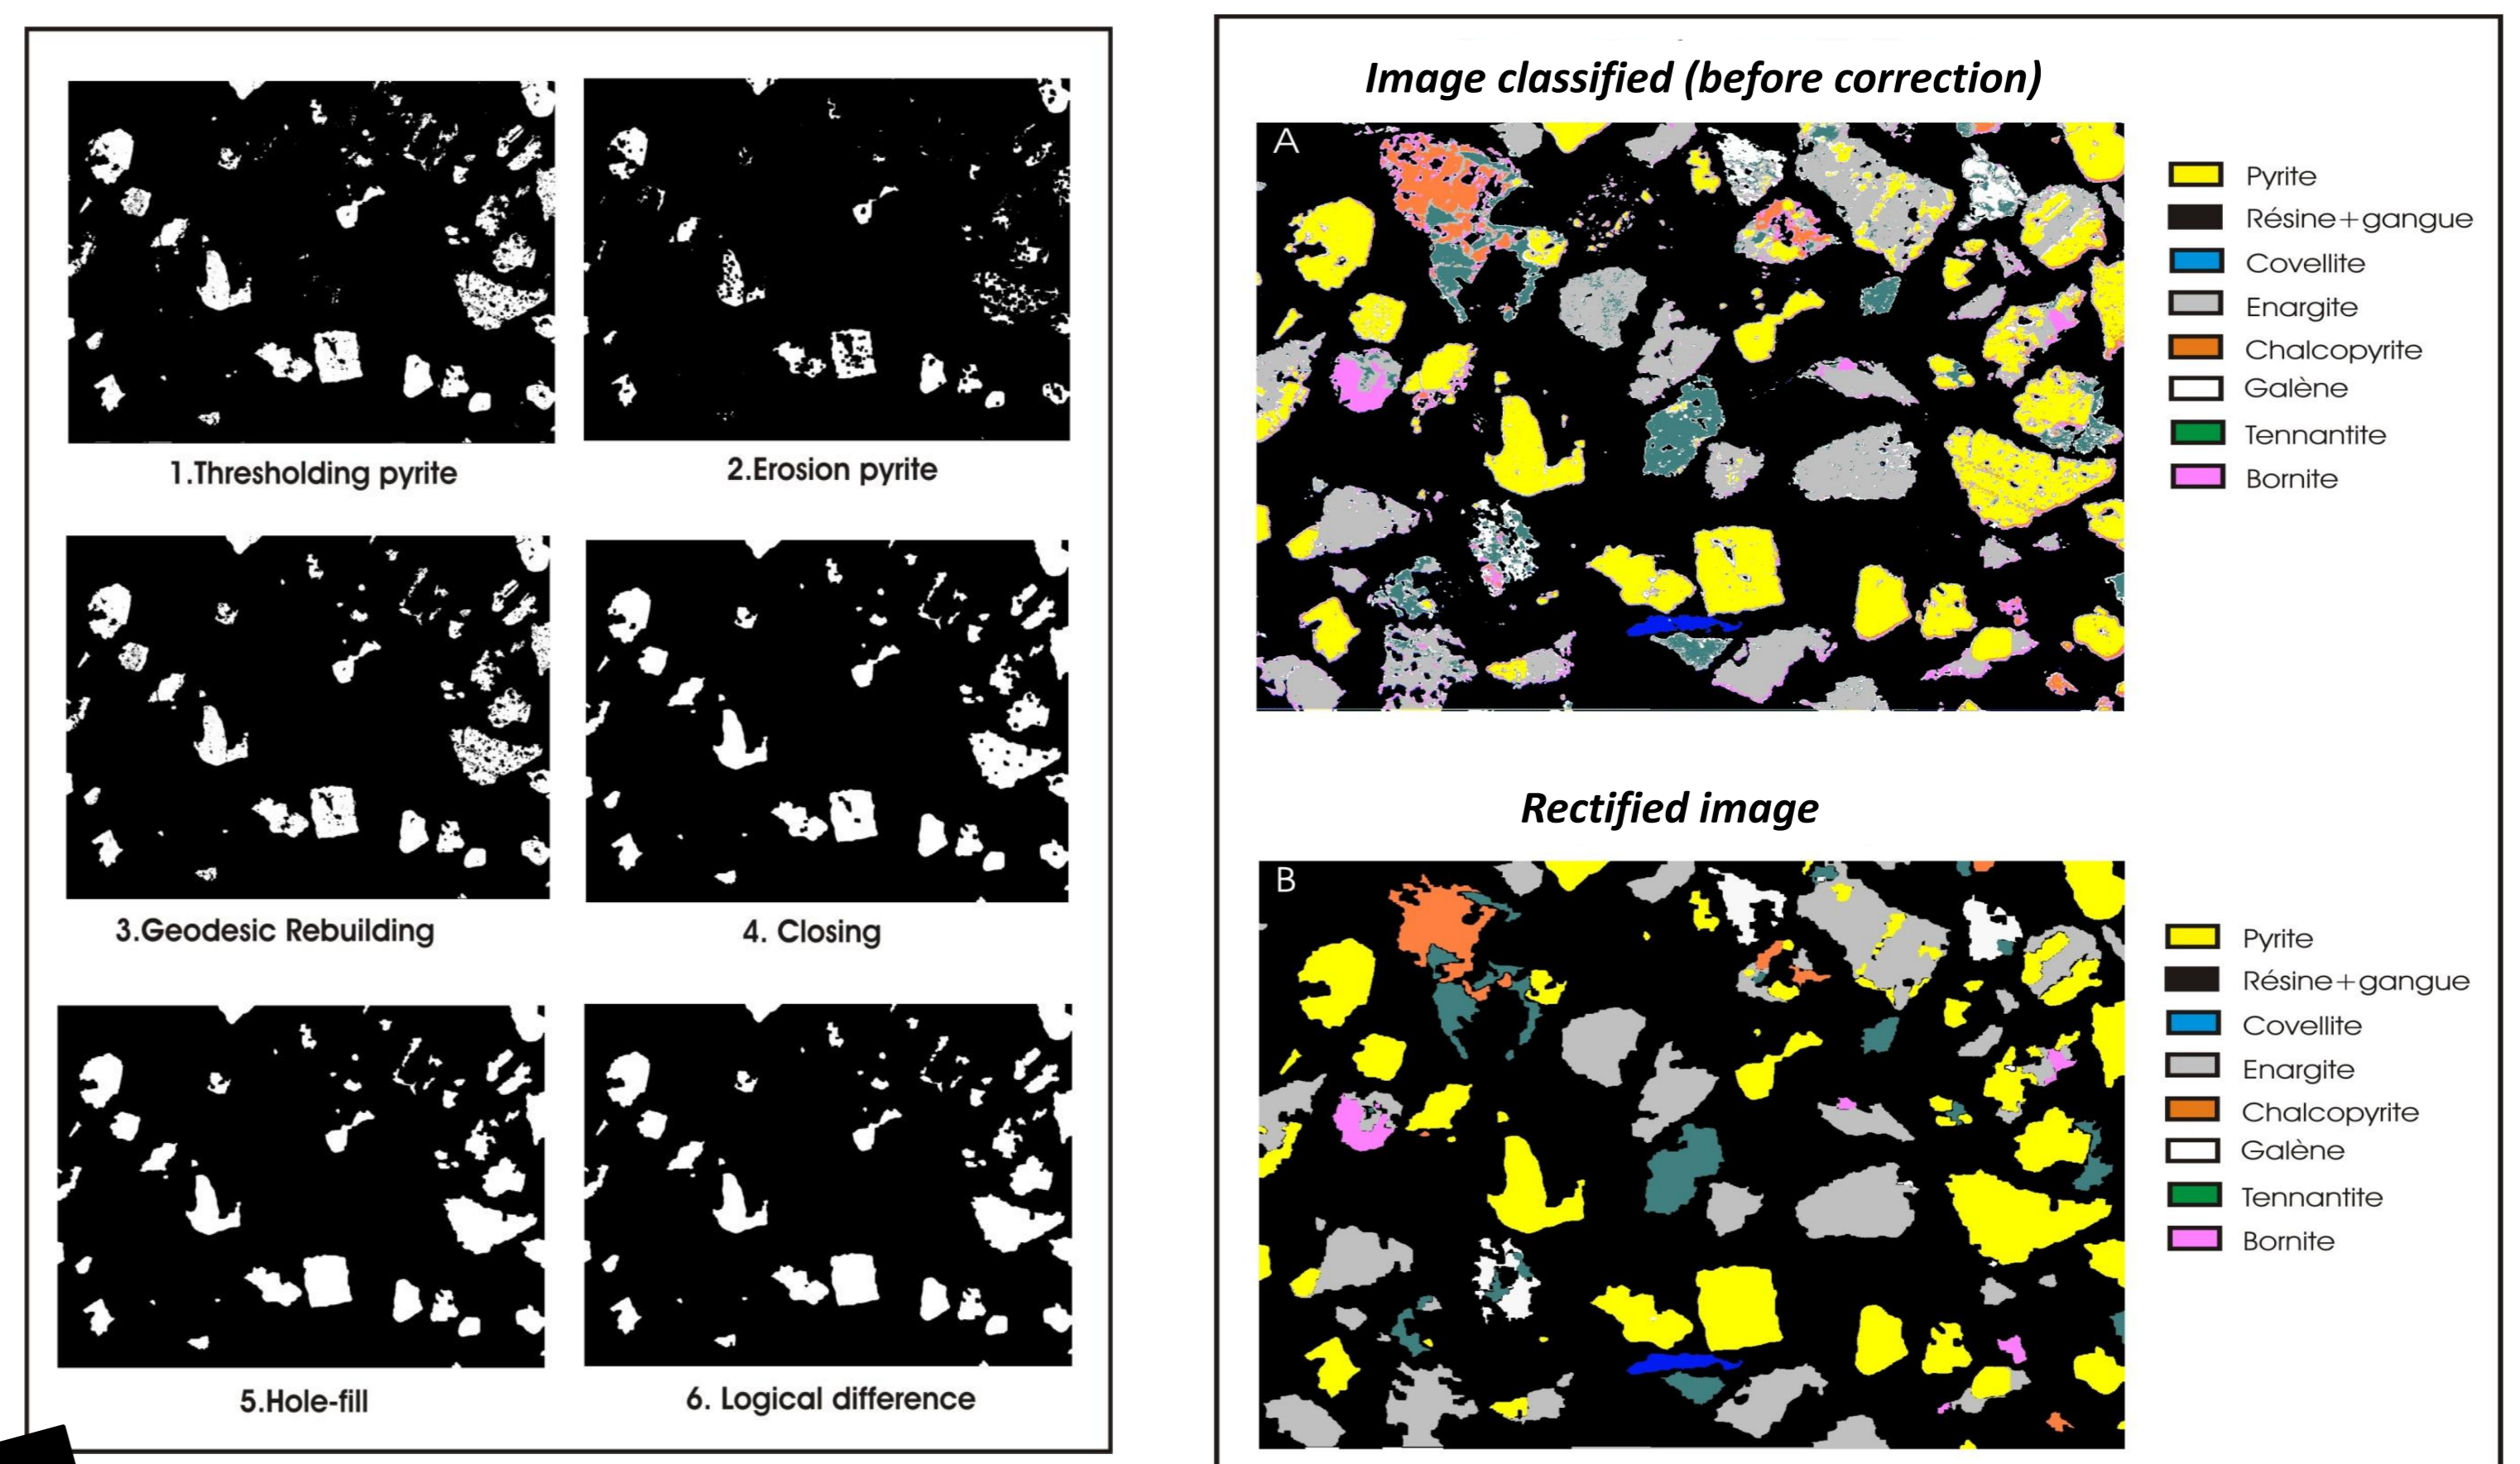 1.Thresholding pyrite
2.Erosion pyrite
3.Geodesic Rebuilding
4. Closing
5.Hole-fill
6. Logical difference
Image classified (before correction)
A
Pyrite
Résine+gangue
Covellite
Enargite
Chalcopyrite
Galène
Tennantite
Bornite
Rectified image
B
Pyrite
Résine+gangue
Covellite
Enargite
Chalcopyrite
Galène
Tennantite
Bornite